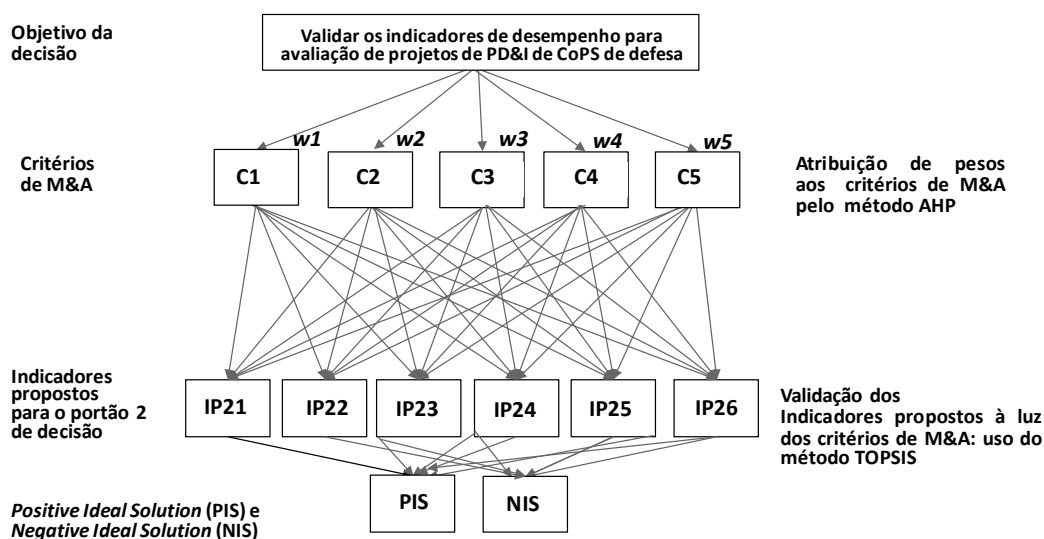 Objetivo da
decisão
Validar os indicadores de desempenho para
avaliação de projetos de PD&I de CoPS de defesa
w1
w2
w3
w4
w5
Critérios
de M&A
C1
C2
C3
C4
C5
Atribuição de pesos
aos critérios de M&A
pelo método AHP
Indicadores
propostos
para o portão 2
de decisão
IP21
IP22
IP23
IP24
IP25
IP26
Validação dos
Indicadores propostos à luz
dos critérios de M&A: uso do
método TOPSIS
PIS
NIS
Positive Ideal Solution (PIS) e
Negative Ideal Solution (NIS)